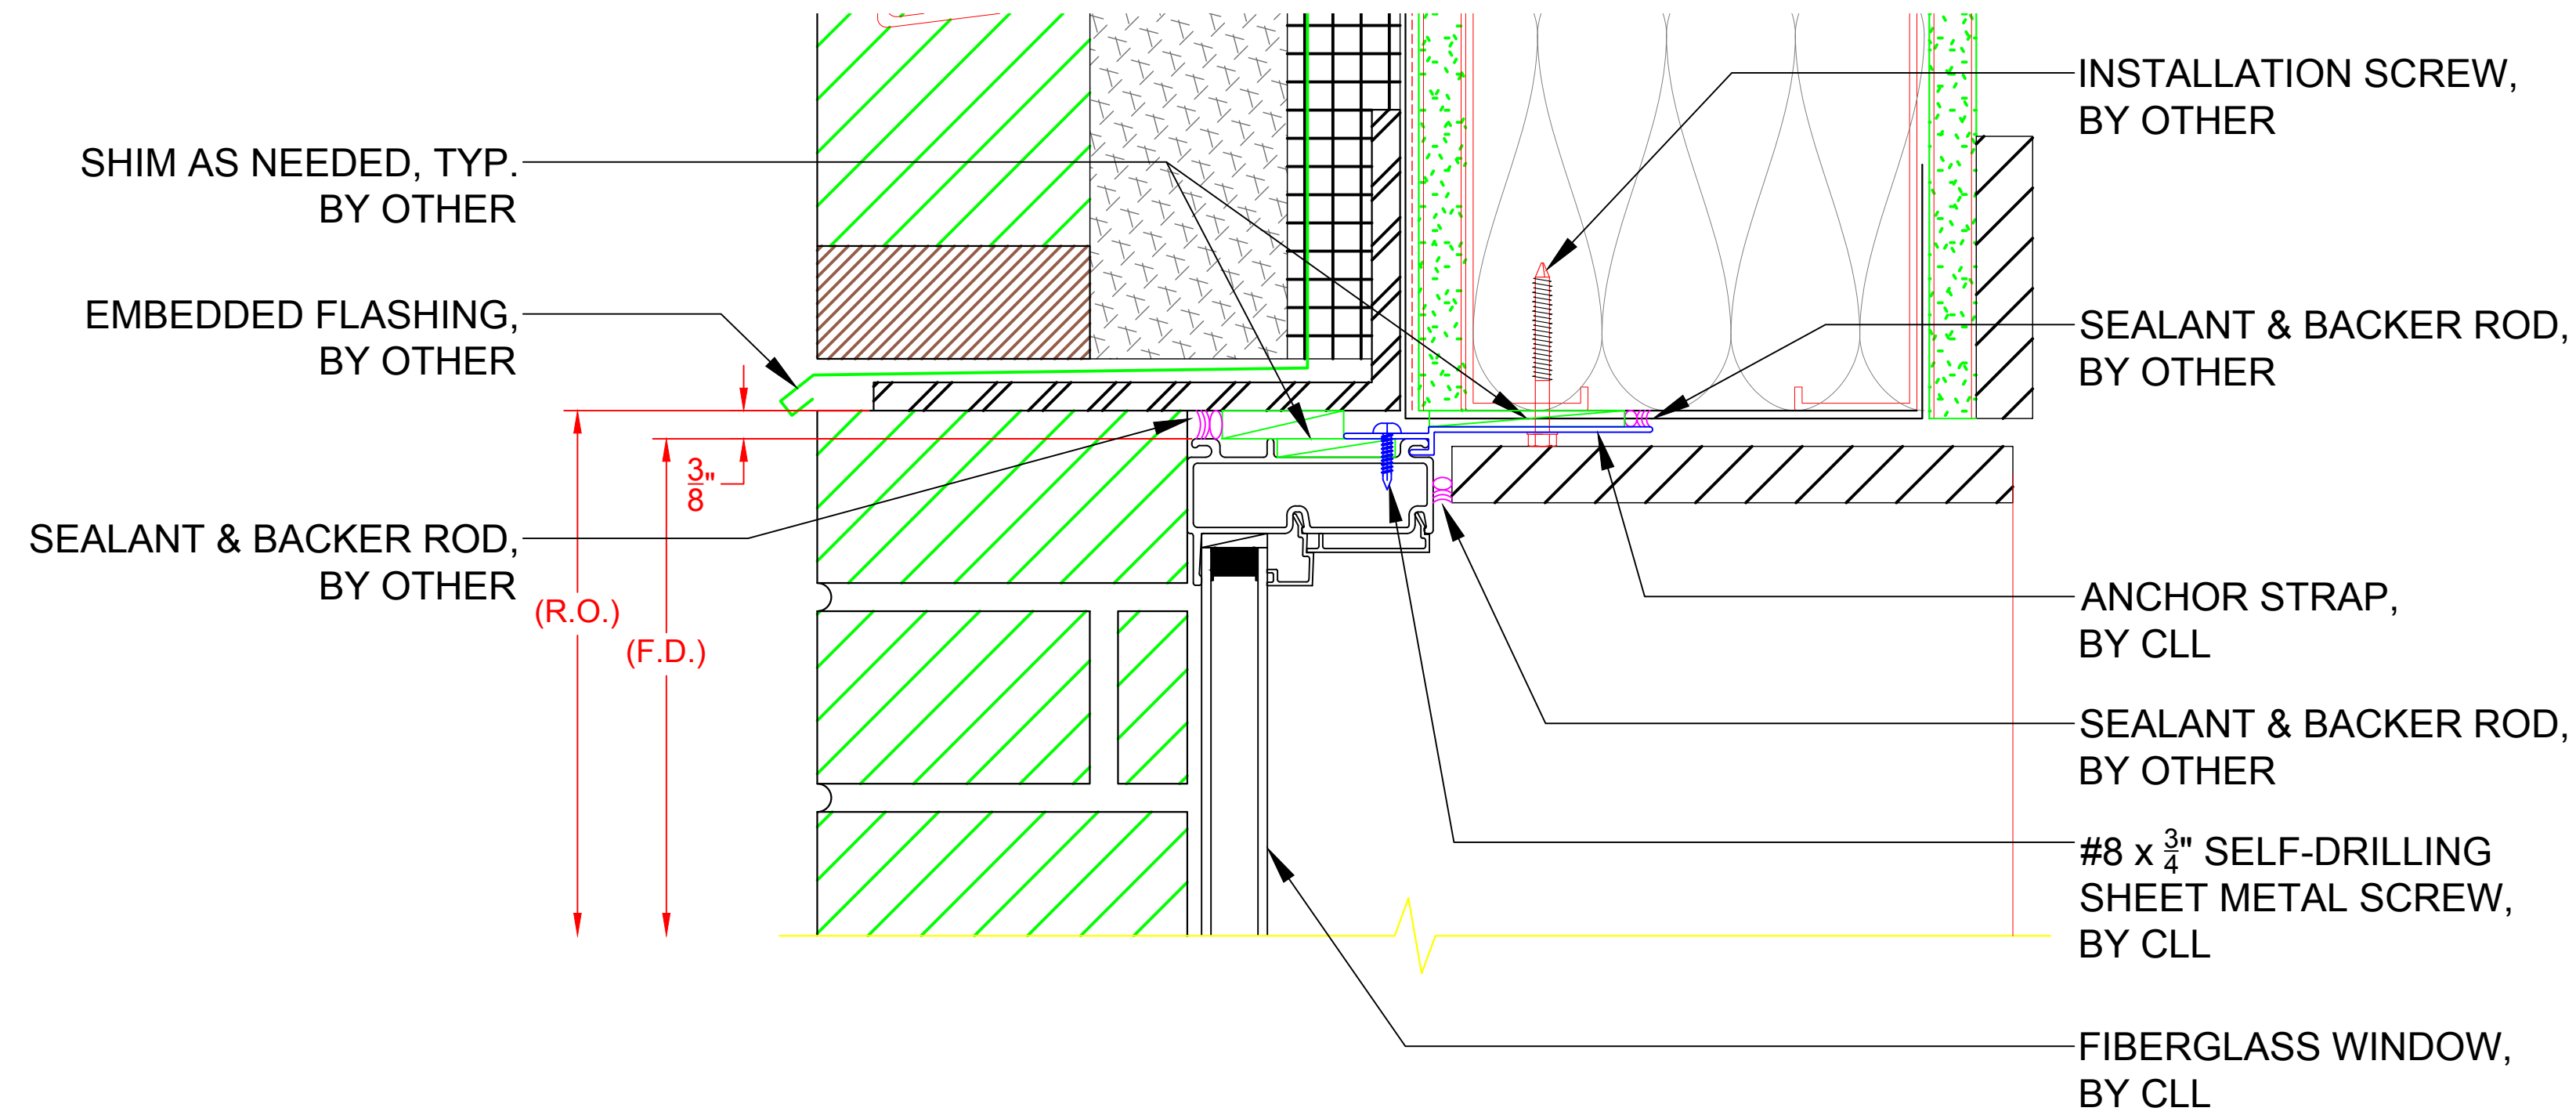 SHIM AS NEEDED, TYP.
BY OTHER
EMBEDDED FLASHING,
BY OTHER
3/8"
SEALANT & BACKER ROD,
BY OTHER
(R.O.)
(F.D.)
INSTALLATION SCREW,
BY OTHER
SEALANT & BACKER ROD,
BY OTHER
ANCHOR STRAP,
BY CLL
SEALANT & BACKER ROD,
BY OTHER
#8 x 3/4" SELF-DRILLING
SHEET METAL SCREW,
BY CLL
FIBERGLASS WINDOW,
BY CLL